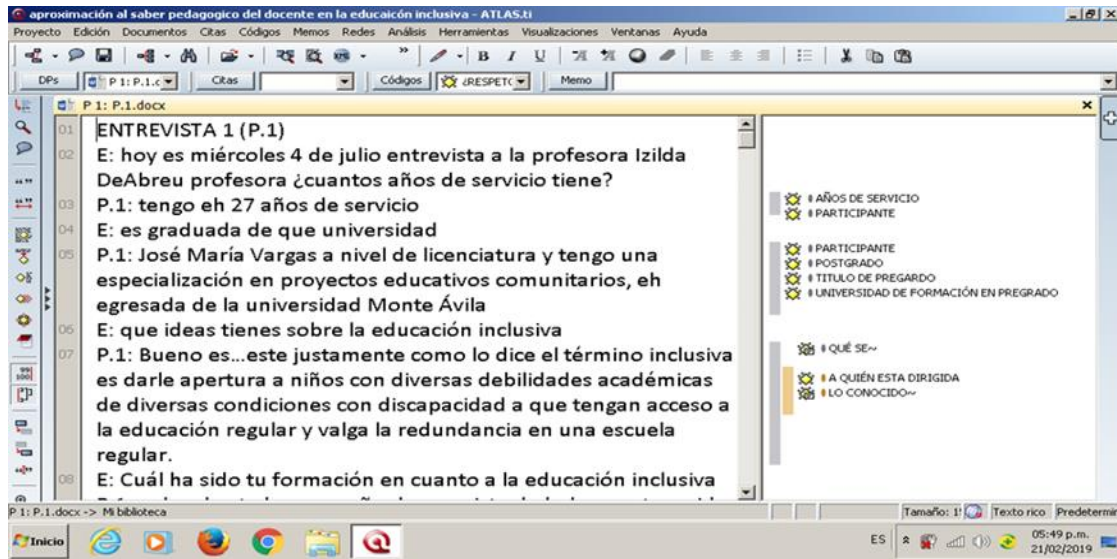 aproximación al saber pedagogico del docente en la educaicón inclusiva - ATLAS.ti
Proyecto Edición Documentos Citas Códigos Memos Redes Análisis Herramientas Visualizaciones Ventanas Ayuda
B I U
DPs P 1: P.1.c Citas Códigos ¿RESPETC Memo
P 1: P.1.docx
01 ENTREVISTA 1 (P.1)
02 E: hoy es miércoles 4 de julio entrevista a la profesora Izilda
DeAbreu profesora ¿cuantos años de servicio tiene?
03 P.1: tengo eh 27 años de servicio
04 E: es graduada de que universidad
05 P.1: José María Vargas a nivel de licenciatura y tengo una
especialización en proyectos educativos comunitarios, eh
egresada de la universidad Monte Ávila
06 E: que ideas tienes sobre la educación inclusiva
07 P.1: Bueno es...este justamente como lo dice el término inclusiva
es darle apertura a niños con diversas debilidades académicas
de diversas condiciones con discapacidad a que tengan acceso a
la educación regular y valga la redundancia en una escuela
regular.
08 E: Cuál ha sido tu formación en cuanto a la educación inclusiva
AÑOS DE SERVICIO
PARTICIPANTE
PARTICIPANTE
POSTGRADO
TITULO DE PREGARDO
UNIVERSIDAD DE FORMACIÓN EN PREGRADO
QUÉ SE~
A QUIÉN ESTA DIRIGIDA
LO CONOCIDO~
P 1: P.1.docx -> Mi biblioteca Texto rico Predetermin
Inicio ES 05:49 p.m.
21/02/2019